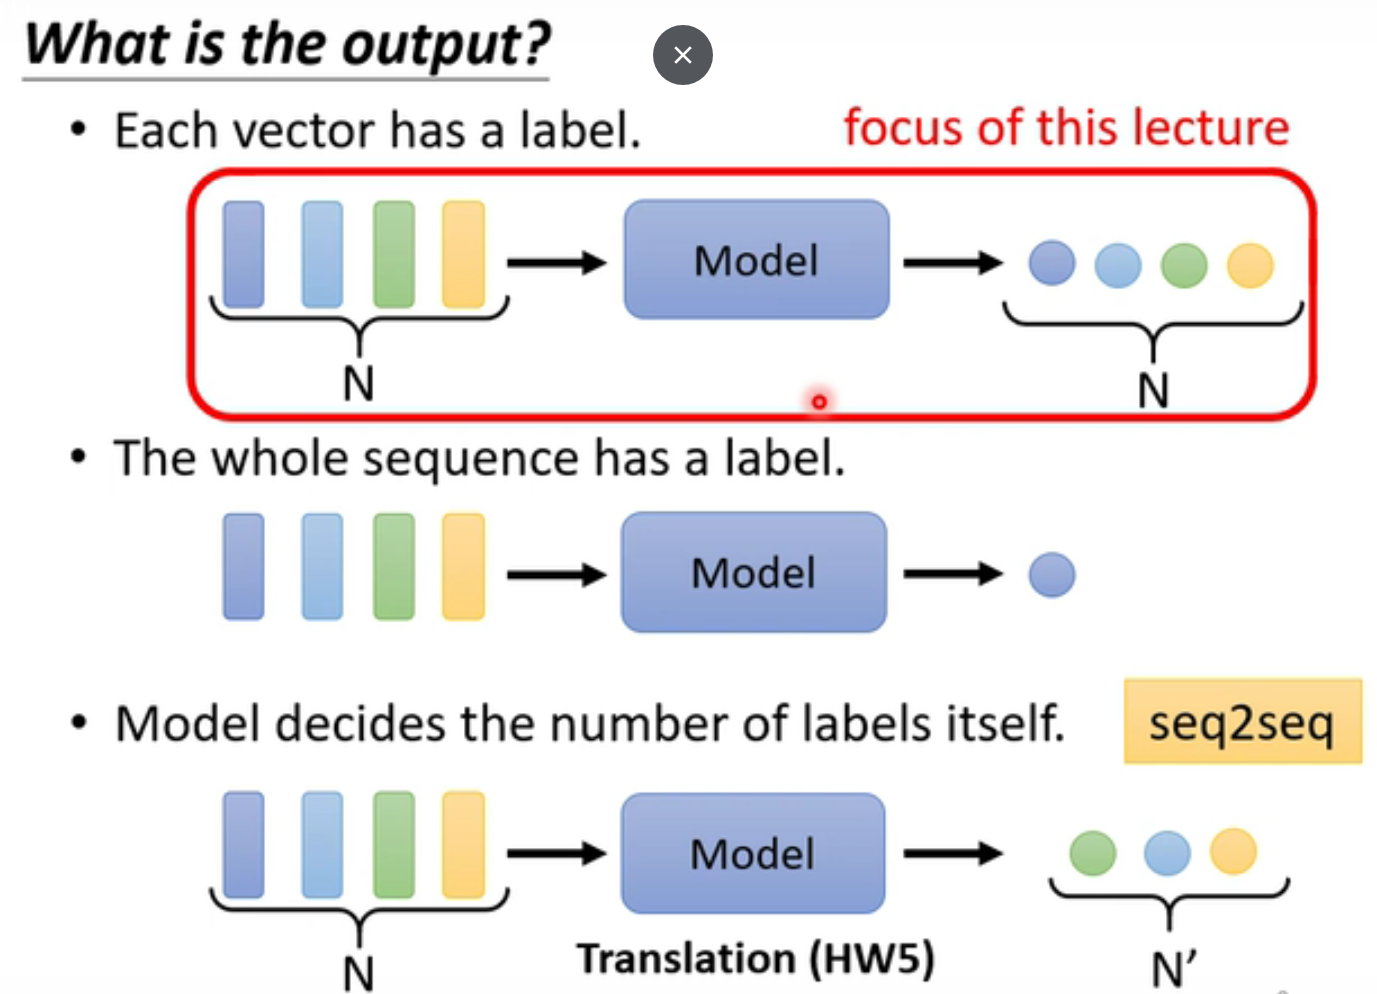 What is the output?
• Each vector has a label.
focus of this lecture
Model
N
N
• The whole sequence has a label.
Model
• Model decides the number of labels itself.
seq2seq
Model
Translation (HW5)
N
N’